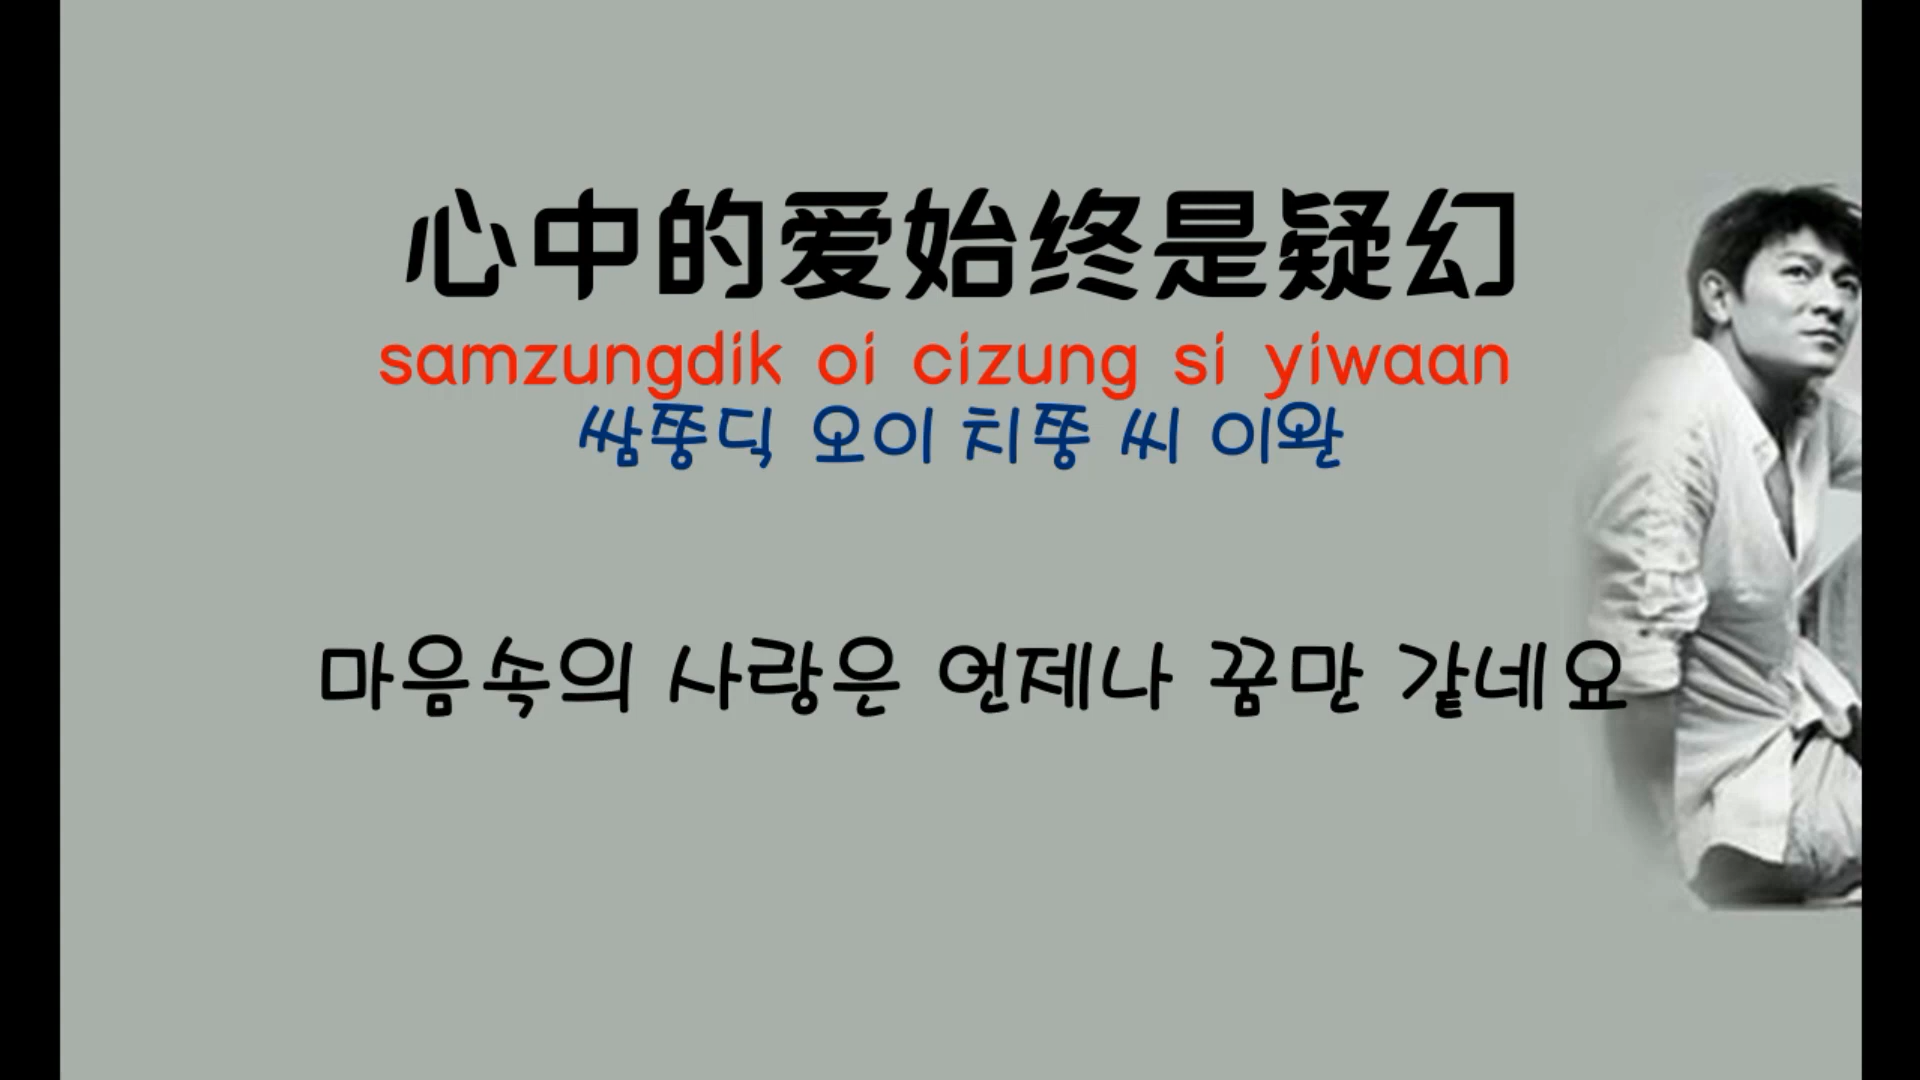 心中的爱始终是疑幻
samzungdik oi cizung si yiwaan
쌈쭝딕 오이 치쭝 씨 이완
마음속의 사랑은 언제나 꿈만 같네요